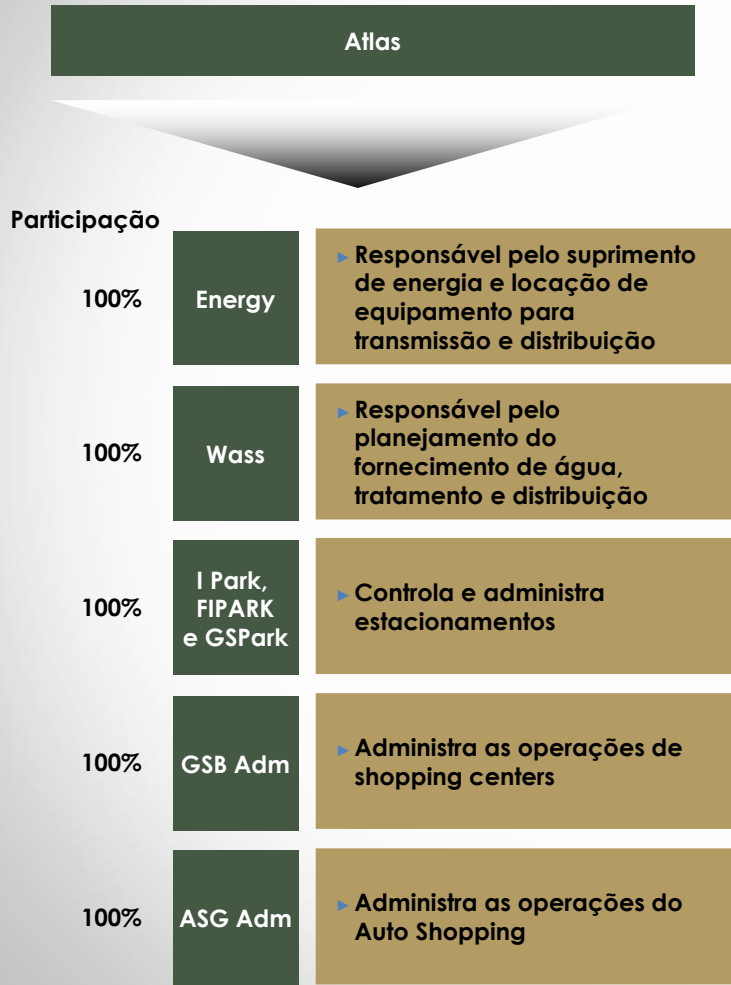 Atlas
Participação
100%
Energy
► Responsável pelo suprimento
de energia e locação de
equipamento para
transmissão e distribuição
100%
Wass
► Responsável pelo
planejamento do
fornecimento de água,
tratamento e distribuição
100%
I Park,
FIPARK
e GSPark
► Controla e administra
estacionamentos
100%
GSB Adm
► Administra as operações de
shopping centers
100%
ASG Adm
► Administra as operações do
Auto Shopping